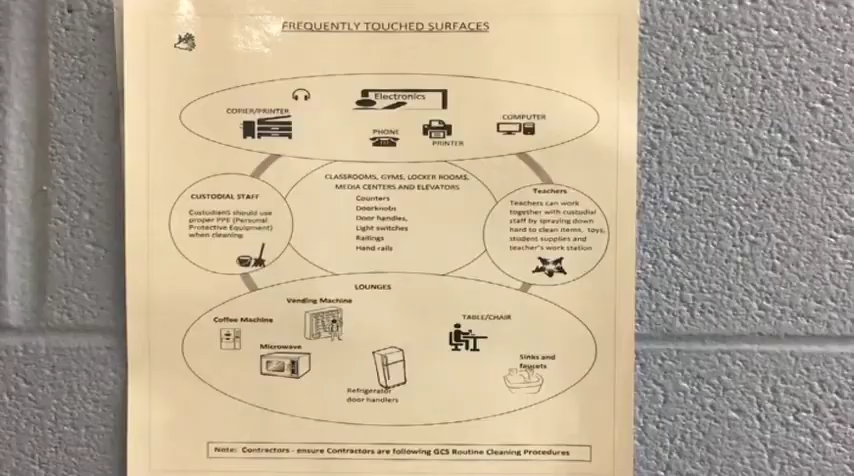 FREQUENTLY TOUCHED SURFACES
Electronics
COPIER/PRINTER
COMPUTER
PHONE
PRINTER
CLASSROOMS, GYMS, LOCKER ROOMS,
MEDIA CENTERS AND ELEVATORS
Counters
Doorknobs
Door handles,
Light switches
Railings
Hand rails
CUSTODIAL STAFF
Custodians should use
proper PPE (Personal
Protective Equipment)
when cleaning
Teachers
Teachers can work
together with custodial
staff by spraying down
hard to clean items, toys,
student supplies and
teacher's work station
LOUNGES
Vending Machine
Coffee Machine
TABLE/CHAIR
Microwave
Sinks and
fausets
Refrigerator
door handlers
Note: Contractors - ensure Contractors are following GCS Routine Cleaning Procedures